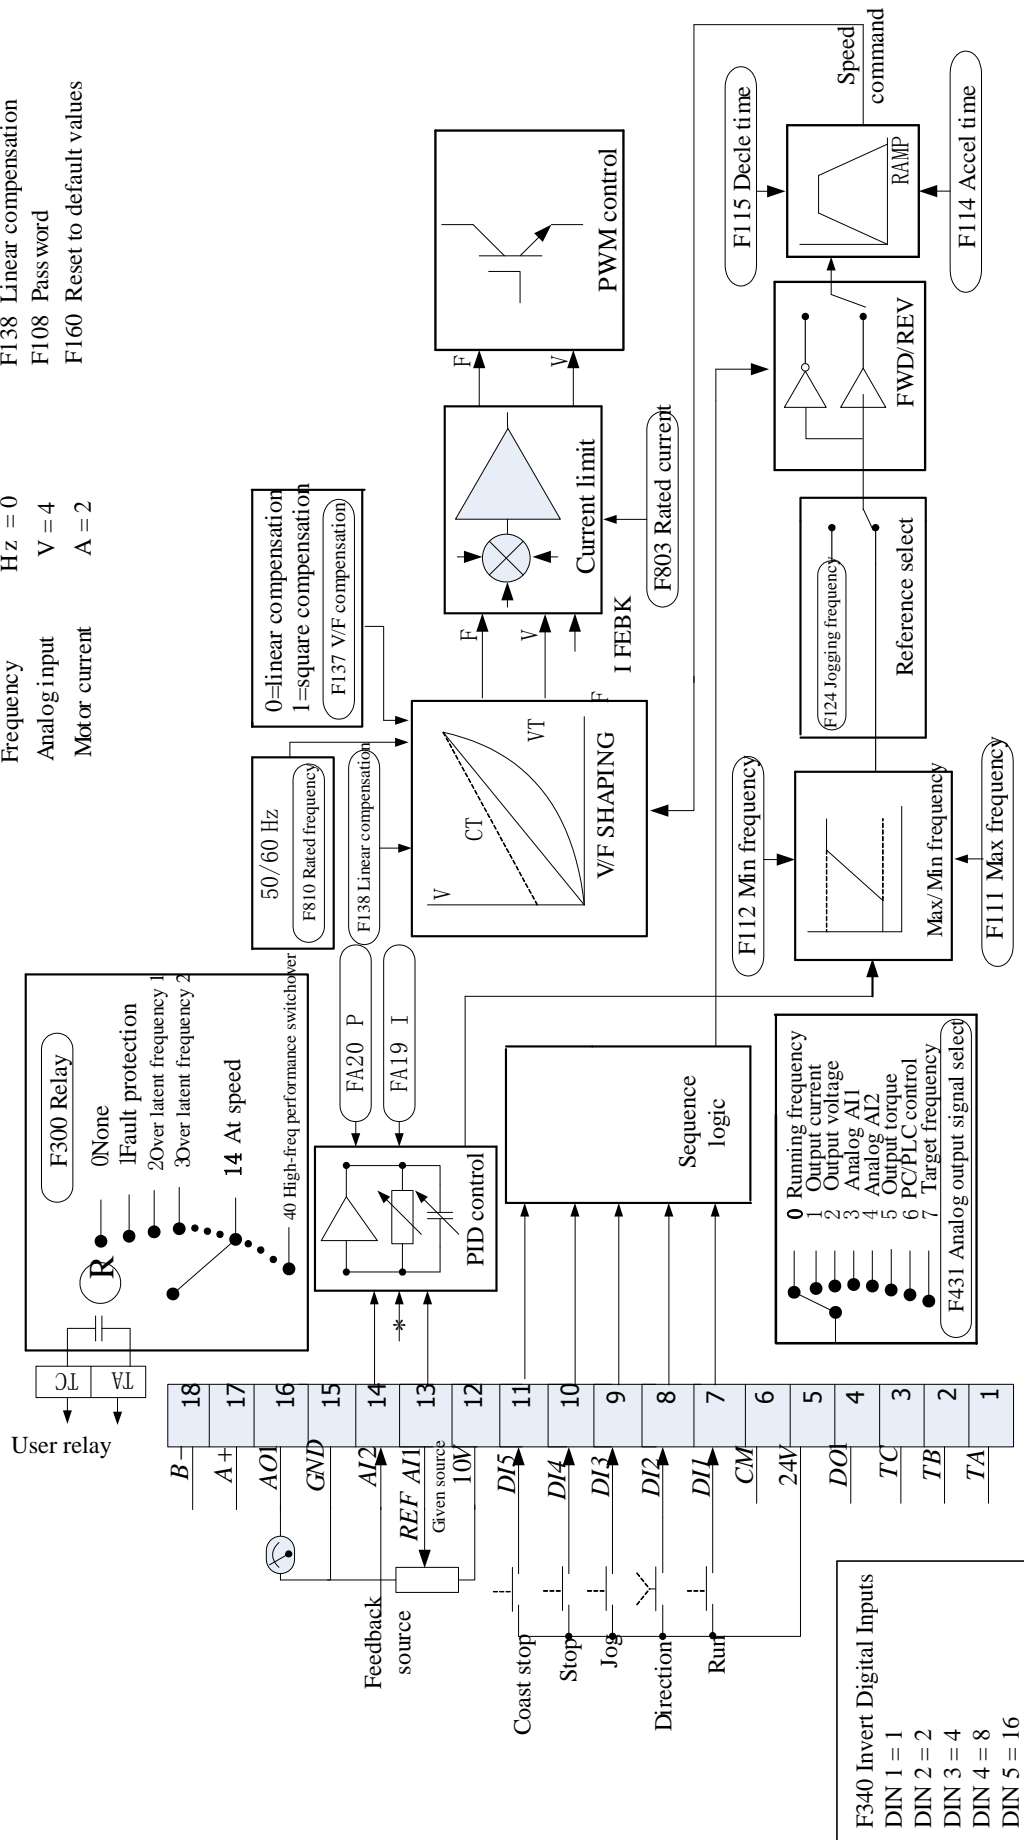 Frequency Hz = 0
Analog input V = 4
Motor current A = 2
F138 Linear compensation
F108 Password
F160 Reset to default values
User relay
TC
TA
R
F300 Relay
0None
1Fault protection
2Over latent frequency 1
3Over latent frequency 2
14 At speed
40 High-freq performance switchover
50/60 Hz
F810 Rated frequency
0=linear compensation
1=square compensation
F137 V/F compensation
F138 Linear compensation
FA20 P
FA19 I
PID control
*
V
CT
VT
F
V/F SHAPING
F
V
I FEBK
Current limit
F803 Rated current
F
V
PWM control
B-
18
A+
17
AO1
16
GND
15
AI2
14
REF AI1
13
Given source
10V
12
DI5
11
DI4
10
DI3
9
DI2
8
DI1
7
CM
6
24V
5
DO1
4
TC
3
TB
2
TA
1
Feedback
source
Coast stop
Stop
Jog
Direction
Run
Sequence
logic
0 Running frequency
1 Output current
2 Output voltage
3 Analog AI1
4 Analog AI2
5 Output torque
6 PC/PLC control
7 Target frequency
F431 Analog output signal select
F112 Min frequency
Max/Min frequency
F111 Max frequency
F124 Jogging frequency
Reference select
FWD/REV
F115 Decle time
RAMP
F114 Accel time
Speed
command
F340 Invert Digital Inputs
DIN 1 = 1
DIN 2 = 2
DIN 3 = 4
DIN 4 = 8
DIN 5 = 16